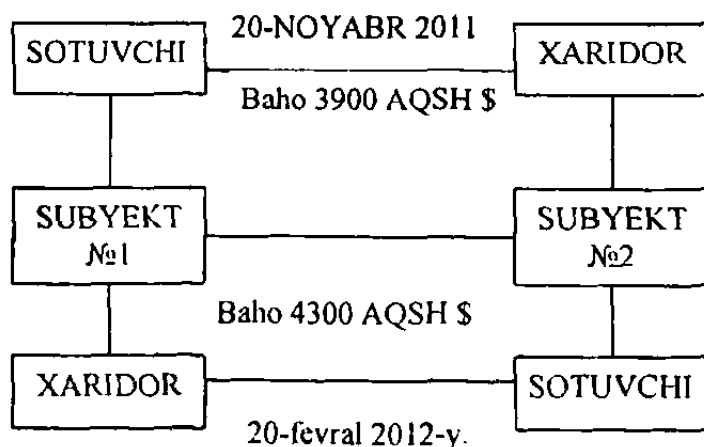 20-NOYABR 2011
SOTUVCHI
XARIDOR
Baho 3900 AQSH $
SUBYEKT
№1
SUBYEKT
№2
Baho 4300 AQSH $
XARIDOR
SOTUVCHI
20-fevral 2012-y.